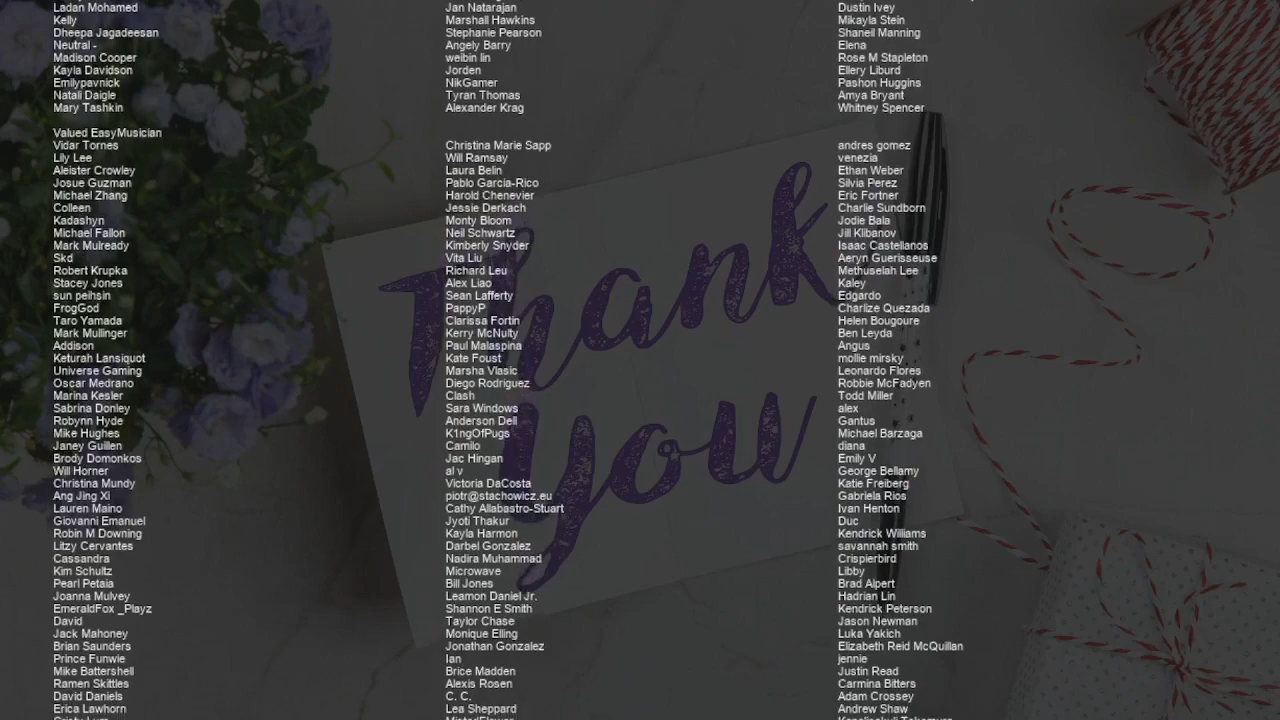 Ladan Mohamed
Kelly
Dheepa Jagadeesan
Neutral -
Madison Cooper
Kayla Davidson
Emilypavnick
Natali Daigle
Mary Tashkin
Valued EasyMusician
Vidar Tornes
Lily Lee
Aleister Crowley
Josue Guzman
Michael Zhang
Colleen
Kadashyn
Michael Fallon
Mark Mulready
Skd
Robert Krupka
Stacey Jones
sun peihsin
FrogGod
Taro Yamada
Mark Mullinger
Addison
Keturah Lansiquot
Universe Gaming
Oscar Medrano
Marina Kesler
Sabrina Donley
Robynn Hyde
Mike Hughes
Janey Guillen
Brody Domonkos
Will Horner
Christina Mundy
Ang Jing Xi
Lauren Maino
Giovanni Emanuel
Robin M Downing
Litzy Cervantes
Cassandra
Kim Schultz
Pearl Petaia
Joanna Mulvey
EmeraldFox _Playz
David
Jack Mahoney
Brian Saunders
Prince Funwie
Mike Battershell
Ramen Skittles
David Daniels
Erica Lawhorn
Jan Natarajan
Marshall Hawkins
Stephanie Pearson
Angely Barry
weibin lin
Jorden
NikGamer
Tyran Thomas
Alexander Krag
Christina Marie Sapp
Will Ramsay
Laura Belin
Pablo García-Rico
Harold Chenevier
Jessie Derkach
Monty Bloom
Neil Schwartz
Kimberly Snyder
Vita Liu
Richard Leu
Alex Liao
Sean Lafferty
PappyP
Clarissa Fortin
Kerry McNulty
Paul Malaspina
Kate Foust
Marsha Vlasic
Diego Rodriguez
Clash
Sara Windows
Anderson Dell
K1ngOfPugs
Camilo
Jac Hingan
al v
Victoria DaCosta
piotr@stachowicz.eu
Cathy Allabastro-Stuart
Jyoti Thakur
Kayla Harmon
Darbel Gonzalez
Nadira Muhammad
Microwave
Bill Jones
Leamon Daniel Jr.
Shannon E Smith
Taylor Chase
Monique Elling
Jonathan Gonzalez
Ian
Brice Madden
Alexis Rosen
C. C.
Lea Sheppard
Dustin Ivey
Mikayla Stein
Shaneil Manning
Elena
Rose M Stapleton
Ellery Liburd
Pashon Huggins
Amya Bryant
Whitney Spencer
andres gomez
venezia
Ethan Weber
Silvia Perez
Eric Fortner
Charlie Sundborn
Jodie Bala
Jill Klibanov
Isaac Castellanos
Aeryn Guerisseuse
Methuselah Lee
Kaley
Edgardo
Charlize Quezada
Helen Bougoure
Ben Leyda
Angus
mollie mirsky
Leonardo Flores
Robbie McFadyen
Todd Miller
alex
Gantus
Michael Barzaga
diana
Emily V
George Bellamy
Katie Freiberg
Gabriela Rios
Ivan Henton
Duc
Kendrick Williams
savannah smith
Crispierbird
Libby
Brad Alpert
Hadrian Lin
Kendrick Peterson
Jason Newman
Luka Yakich
Elizabeth Reid McQuillan
jennie
Justin Read
Carmina Bitters
Adam Crossey
Andrew Shaw
Thank
you